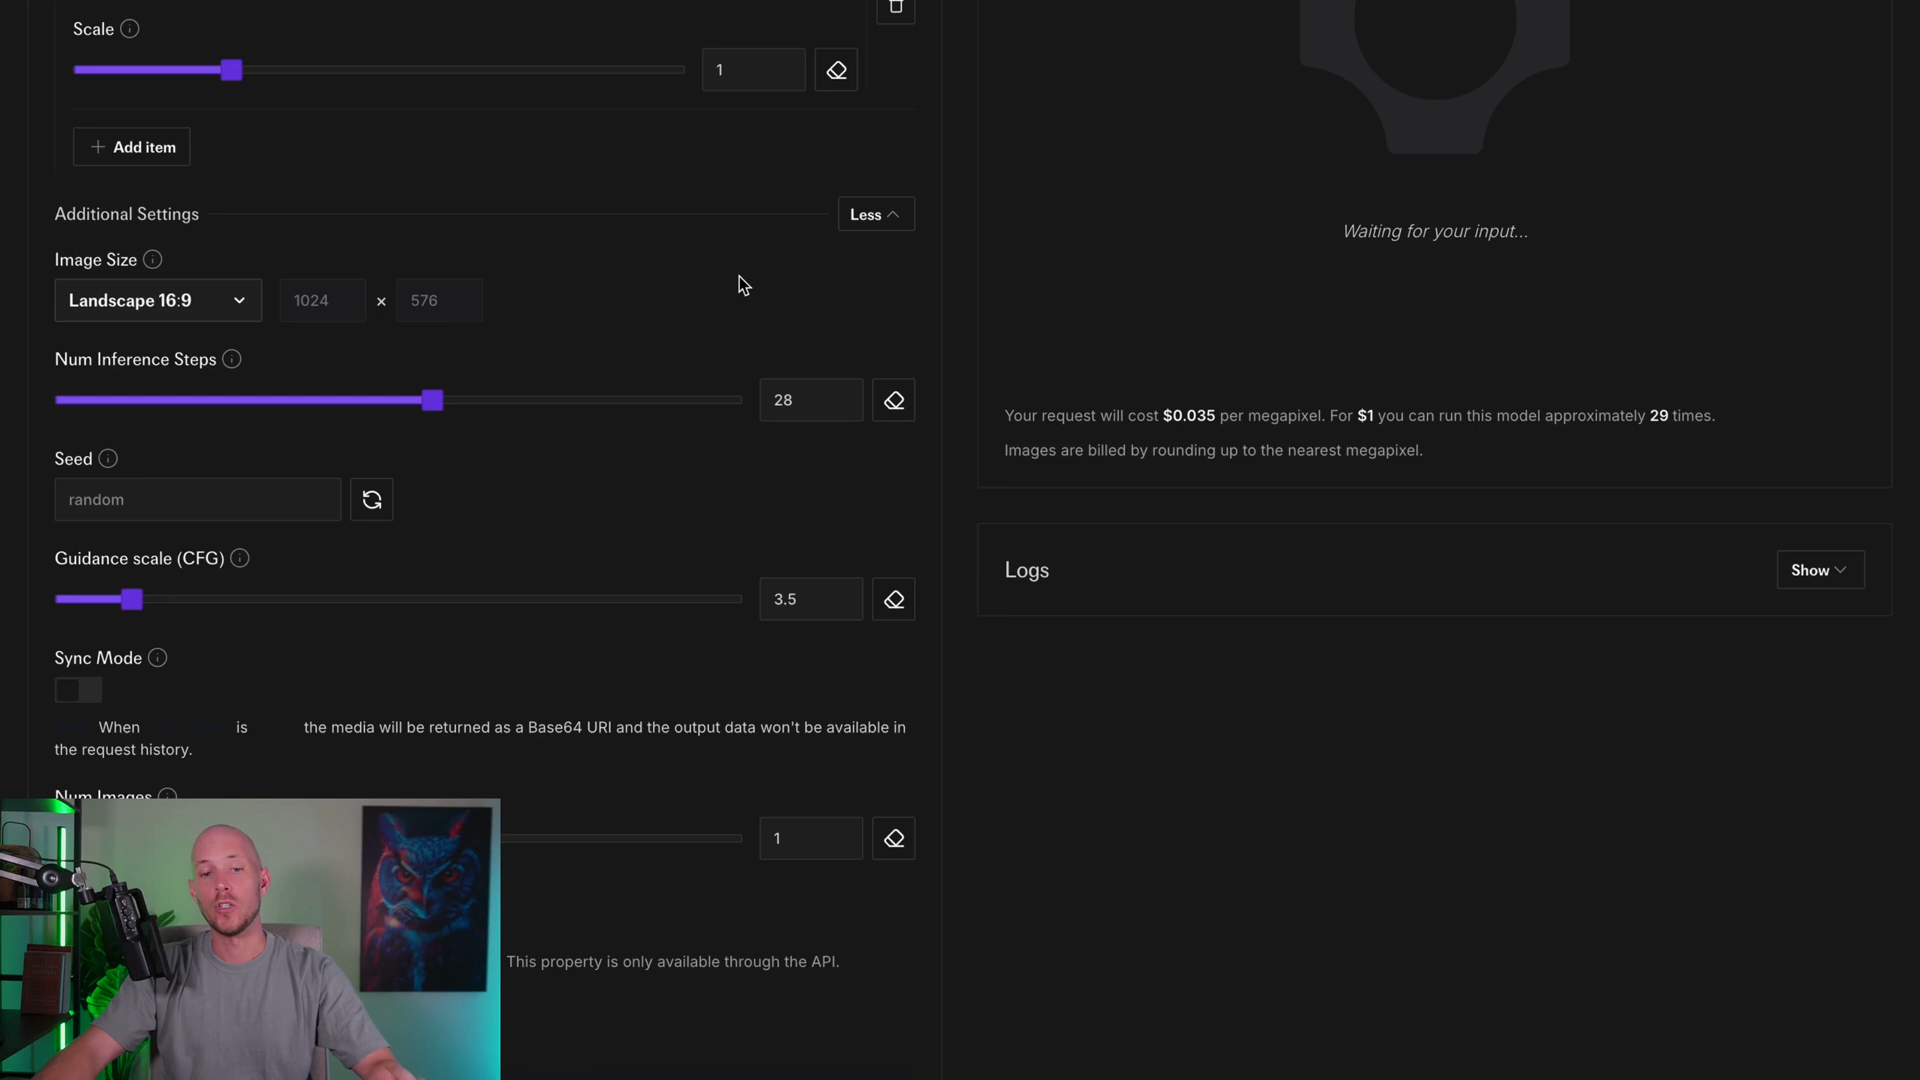 Scale
1
Add item
Additional Settings
Less
Image Size
Landscape 16:9
1024
×
576
Num Inference Steps
28
Seed
random
Guidance scale (CFG)
3.5
Sync Mode
When is the media will be returned as a Base64 URI and the output data won't be available in
the request history.
Num Images
1
This property is only available through the API.
Waiting for your input...
Your request will cost $0.035 per megapixel. For $1 you can run this model approximately 29 times.
Images are billed by rounding up to the nearest megapixel.
Logs
Show